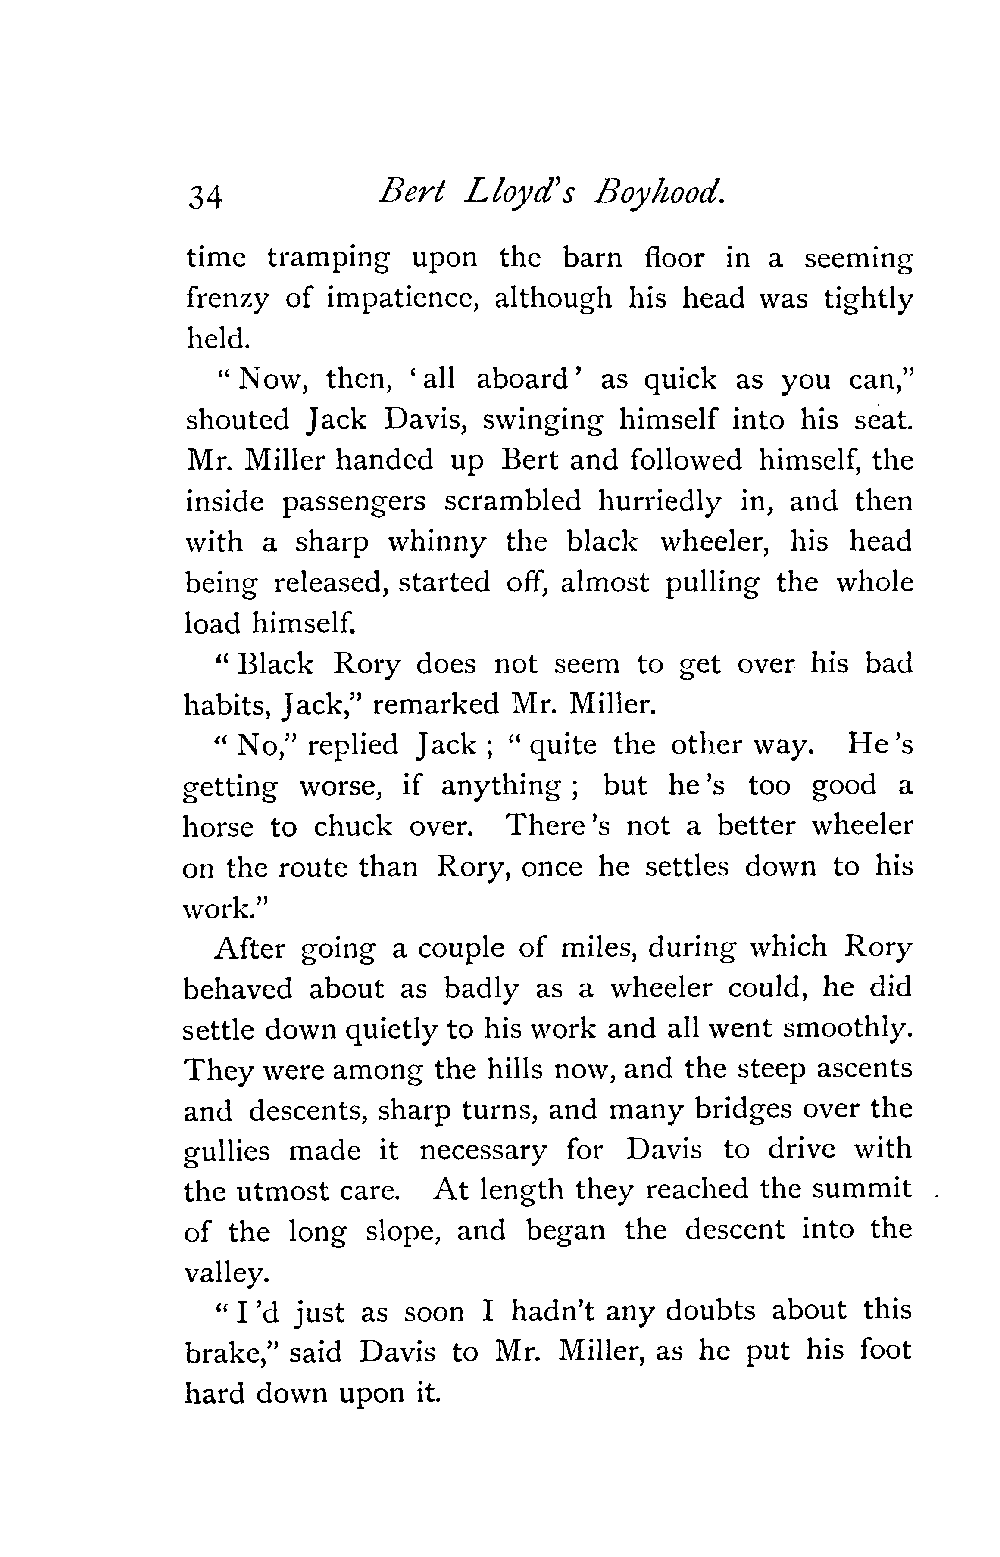 34 Bert Lloyd's Boyhood.
time tramping upon the barn floor in a seeming
frenzy of impatience, although his head was tightly
held.
" Now, then, ‘ all aboard ’ as quick as you can,”
shouted Jack Davis, swinging himself into his seat.
Mr. Miller handed up Bert and followed himself, the
inside passengers scrambled hurriedly in, and then
with a sharp whinny the black wheeler, his head
being released, started off, almost pulling the whole
load himself.
“ Black Rory does not seem to get over his bad
habits, Jack,” remarked Mr. Miller.
“ No,” replied Jack ; “ quite the other way. He 's
getting worse, if anything ; but he 's too good a
horse to chuck over. There 's not a better wheeler
on the route than Rory, once he settles down to his
work.”
After going a couple of miles, during which Rory
behaved about as badly as a wheeler could, he did
settle down quietly to his work and all went smoothly.
They were among the hills now, and the steep ascents
and descents, sharp turns, and many bridges over the
gullies made it necessary for Davis to drive with
the utmost care. At length they reached the summit
of the long slope, and began the descent into the
valley.
“ I 'd just as soon I hadn't any doubts about this
brake,” said Davis to Mr. Miller, as he put his foot
hard down upon it.